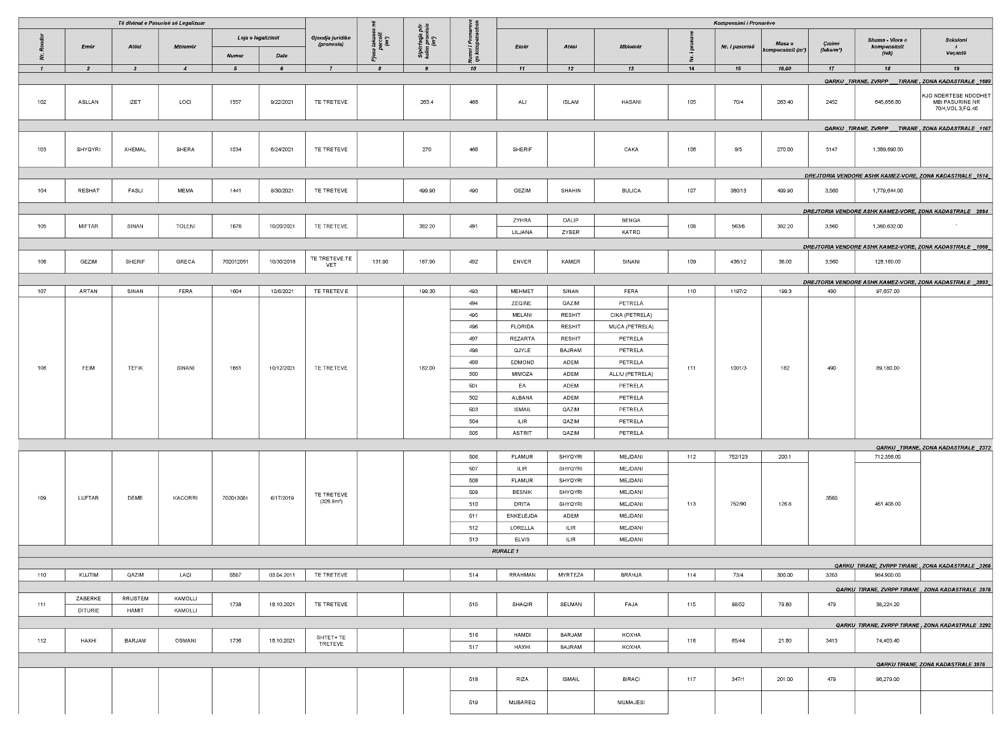 Të dhënat e Pasurisë së Legalizuar
Kompensimi i Pronarëve
Nr. Rendor
Emër
Atësi
Mbiemër
Leja e legalizimit
Numer
Date
Gjendja juridike
(pronesia)
Pjesa takuese në
parcelë
(m²)
Sipërfaqja për
kalim pronësie
(m²)
Numri i Pronareve
qe kompensohen
Emër
Atësi
Mbiemër
Nr. i pronave
Nr. i pasurisë
Masa e
kompensimit (m²)
Çmimi
(leke/m²)
Shuma - Vlera e
kompensimit
(lek)
Seksioni
i
Veçantë
1 2 3 4 5 6 7 8 9 10 11 12 13 14 15 16.00 17 18 19
QARKU _TIRANE, ZVRPP ___TIRANE , ZONA KADASTRALE _1669
102 ASLLAN IZET LOCI 1557 9/22/2021 TE TRETEVE 263.4 488 ALI ISLAM HASANI 105 70/4 263.40 2452 645,856.80 KJO NDERTESE NDODHET
MBI PASURINE NR
70/4,VOL 3,FQ.46
QARKU _TIRANE, ZVRPP ___TIRANE , ZONA KADASTRALE _1167
103 SHYQYRI XHEMAL SHERA 1034 6/24/2021 TE TRETEVE 270 489 SHERIF CAKA 106 9/5 270.00 5147 1,389,690.00
DREJTORIA VENDORE ASHK KAMEZ-VORE, ZONA KADASTRALE _1514_
104 RESHAT FASLI MEMA 1441 8/30/2021 TE TRETEVE 499.90 490 GEZIM SHAHIN BULICA 107 380/13 499.90 3,560 1,779,644.00
DREJTORIA VENDORE ASHK KAMEZ-VORE, ZONA KADASTRALE _2884_
105 MIFTAR SINAN TOLENI 1678 10/20/2021 TE TRETEVE 382.20 491 ZYHRA DALIP BENGA 108 563/6 382.20 3,560 1,360,632.00 `
LILJANA ZYBER KATRO
DREJTORIA VENDORE ASHK KAMEZ-VORE, ZONA KADASTRALE _1066_
106 GEZIM SHERIF GRECA 702012051 10/30/2018 TE TRETEVE,TE
VET 131.90 167.90 492 ENVER KAMER SINANI 109 436/12 36.00 3,560 128,160.00
DREJTORIA VENDORE ASHK KAMEZ-VORE, ZONA KADASTRALE _3993_
107 ARTAN SINAN FERA 1604 10/6/2021 TE TRETEV E 199.30 493 MEHMET SINAN FERA 110 1197/2 199.3 490 97,657.00
108 FEIM TEFIK SINANI 1651 10/12/2021 TE TRETEVE 182.00 111 1001/3 182 490 89,180.00
494 ZEQINE QAZIM PETRELA
495 MELANI RESHIT CIKA (PETRELA)
496 FLORIDA RESHIT MUCA (PETRELA)
497 REZARTA RESHIT PETRELA
498 GJYLE BAJRAM PETRELA
499 EDMOND ADEM PETRELA
500 MIMOZA ADEM ALLIU (PETRELA)
501 EA ADEM PETRELA
502 ALBANA ADEM PETRELA
503 ISMAIL QAZIM PETRELA
504 ILIR QAZIM PETRELA
505 ASTRIT QAZIM PETRELA
QARKU _TIRANE, ZONA KADASTRALE _2372
109 LUFTAR DEME KACORRI 702013081 6/17/2019 TE TRETEVE
(326.9m²)
506 FLAMUR SHYQYRI MEJDANI 112 752/123 200.1 3560 712,356.00
507 ILIR SHYQYRI MEJDANI
508 FLAMUR SHYQYRI MEJDANI
509 BESNIK SHYQYRI MEJDANI
510 DRITA SHYQYRI MEJDANI 113 752/90 126.8 451,408.00
511 ENKELEJDA ADEM MEJDANI
512 LORELLA ILIR MEJDANI
513 ELVIS ILIR MEJDANI
RURALE 1
QARKU_TIRANE, ZVRPP TIRANE , ZONA KADASTRALE _3266
110 KUJTIM QAZIM LAÇI 5587 03.04.2011 TE TRETEVE 514 RRAHMAN MYRTEZA BRAHJA 114 73/4 300.00 3283 984,900.00
QARKU_TIRANE, ZVRPP TIRANE , ZONA KADASTRALE_3976
111 ZABERKE RRUSTEM KAMOLLI 1738 18.10.2021 TE TRETEVE 515 SHAQIR SELMAN FAJA 115 98/52 79.80 479 38,224.20
DITURIE HAMIT KAMOLLI
QARKU_TIRANE, ZVRPP TIRANE , ZONA KADASTRALE_3292
112 HAXHI BARJAM OSMANI 1736 18.10.2021 SHTET+ TE
TRETEVE 516 HAMDI BARJAM HOXHA 116 65/44 21.80 3413 74,403.40
517 HAXHI BAJRAM HOXHA
QARKU TIRANE, ZONA KADASTRALE 3976
518 RIZA ISMAIL BIRAÇI 117 347/1 201.00 479 96,279.00
519 MUBAREQ MUMAJESI